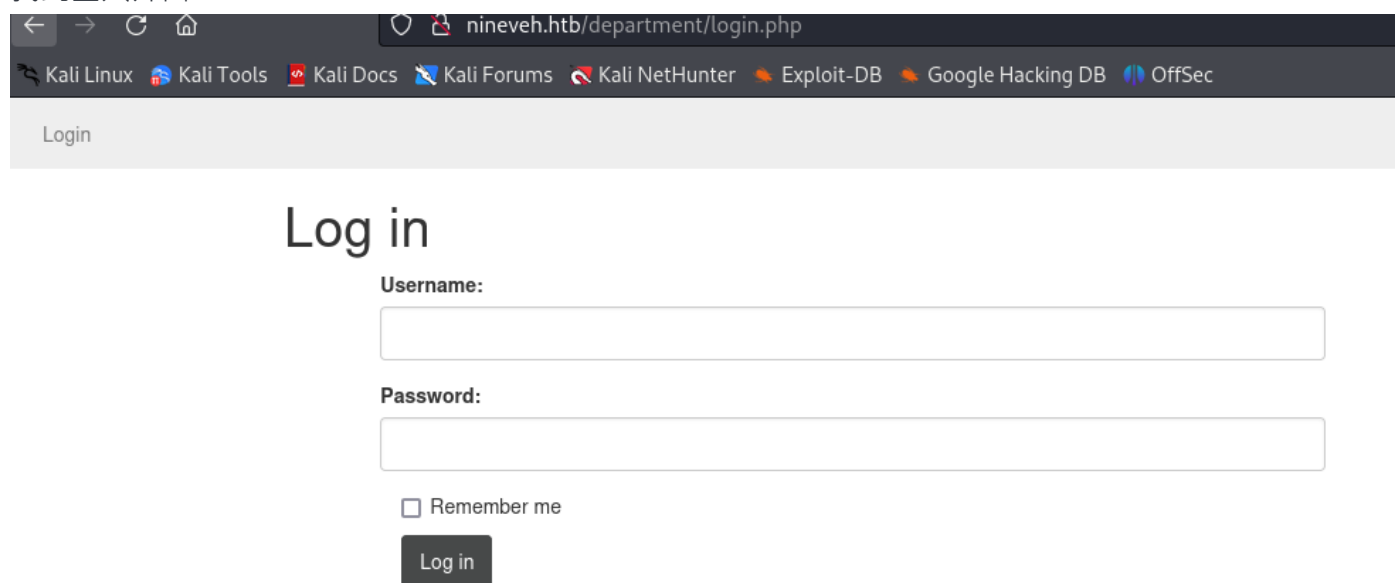 nineveh.htb/department/login.php
Kali Linux Kali Tools Kali Docs Kali Forums Kali NetHunter Exploit-DB Google Hacking DB OffSec
Login
Log in
Username:
Password:
Remember me
Log in